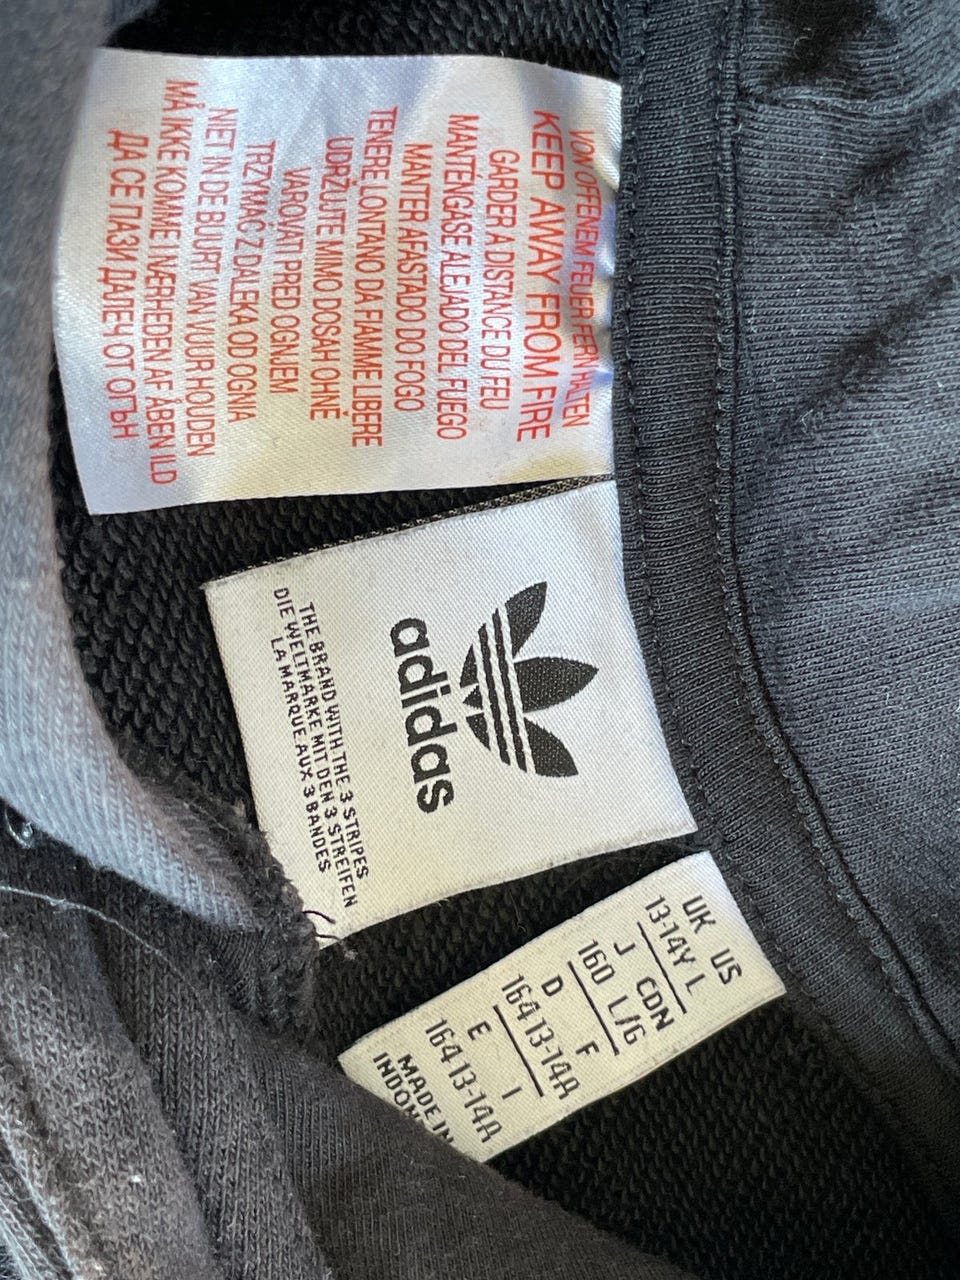 VON OFFENEM FEUER FERNHALTEN
KEEP AWAY FROM FIRE
GARDER A DISTANCE DU FEU
MANTÉNGASE ALEJADO DEL FUEGO
MANTER AFASTADO DO FOGO
TENERE LONTANO DA FIAMME LIBERE
UDRŽUJTE MIMO DOSAH OHNĚ
VAROVATI PRED OGNJEM
TRZYMAĆ Z DALEKA OD OGNIA
NIET IN DE BUURT VAN VUUR HOUDEN
MÅ IKKE KOMME I NÆRHEDEN AF ÅBEN ILD
ДА СЕ ПАЗИ ДАЛЕЧ ОТ ОГЪН
adidas
THE BRAND WITH THE 3 STRIPES
DIE WELTMARKE MIT DEN 3 STREIFEN
LA MARQUE AUX 3 BANDES
UK US
13-14Y L
J CDN
160 L/G
D F
164 13-14A
E I
164 13-14A
MADE IN